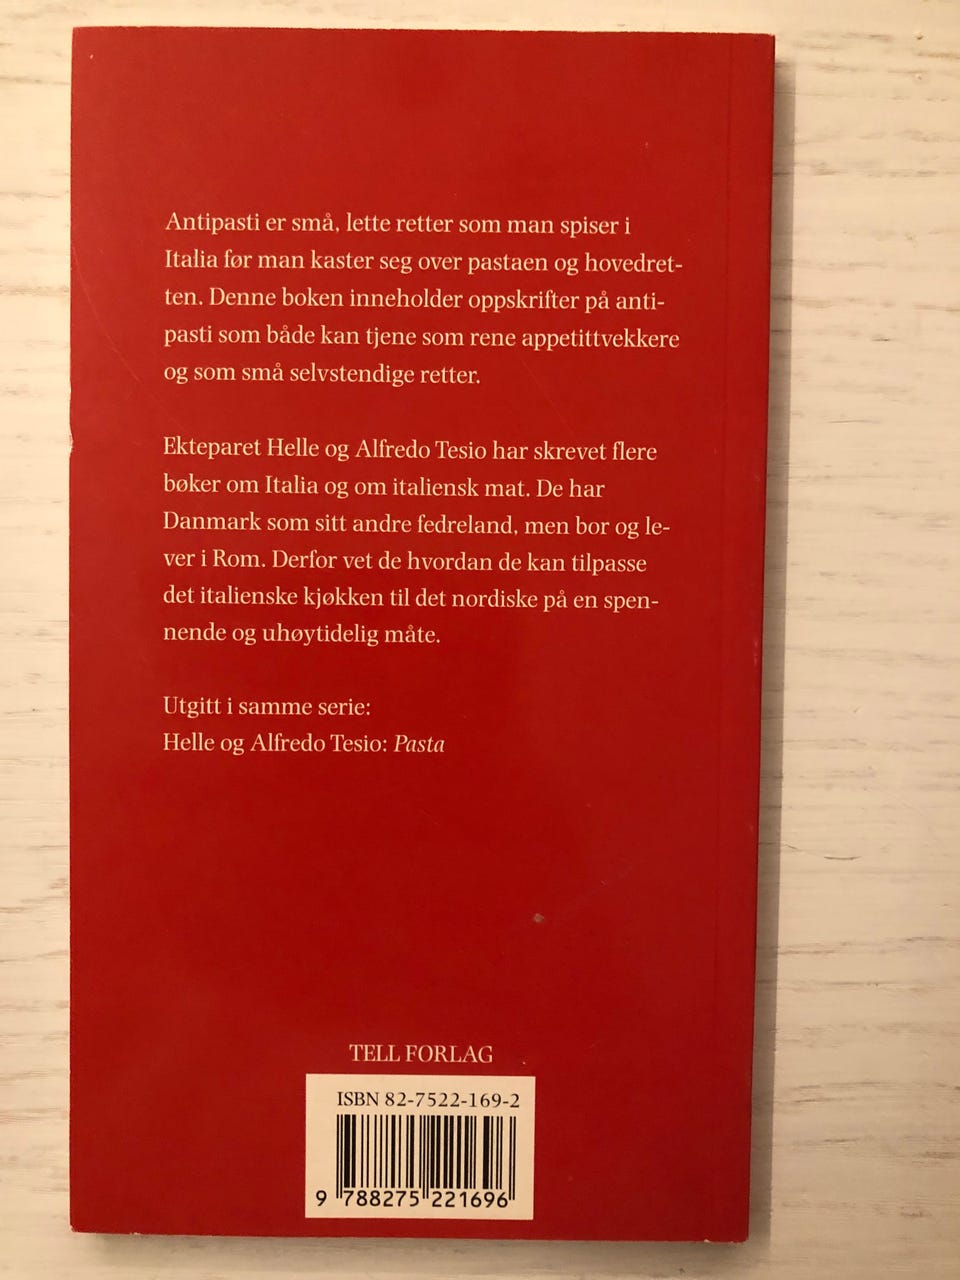 Antipasti er små, lette retter som man spiser i
Italia før man kaster seg over pastaen og hovedret-
ten. Denne boken inneholder oppskrifter på anti-
pasti som både kan tjene som rene appetittvekkere
og som små selvstendige retter.
Ekteparet Helle og Alfredo Tesio har skrevet flere
bøker om Italia og om italiensk mat. De har
Danmark som sitt andre fedreland, men bor og le-
ver i Rom. Derfor vet de hvordan de kan tilpasse
det italienske kjøkken til det nordiske på en spen-
nende og uhøytidelig måte.
Utgitt i samme serie:
Helle og Alfredo Tesio: Pasta
TELL FORLAG
ISBN 82-7522-169-2
9 788275 221696